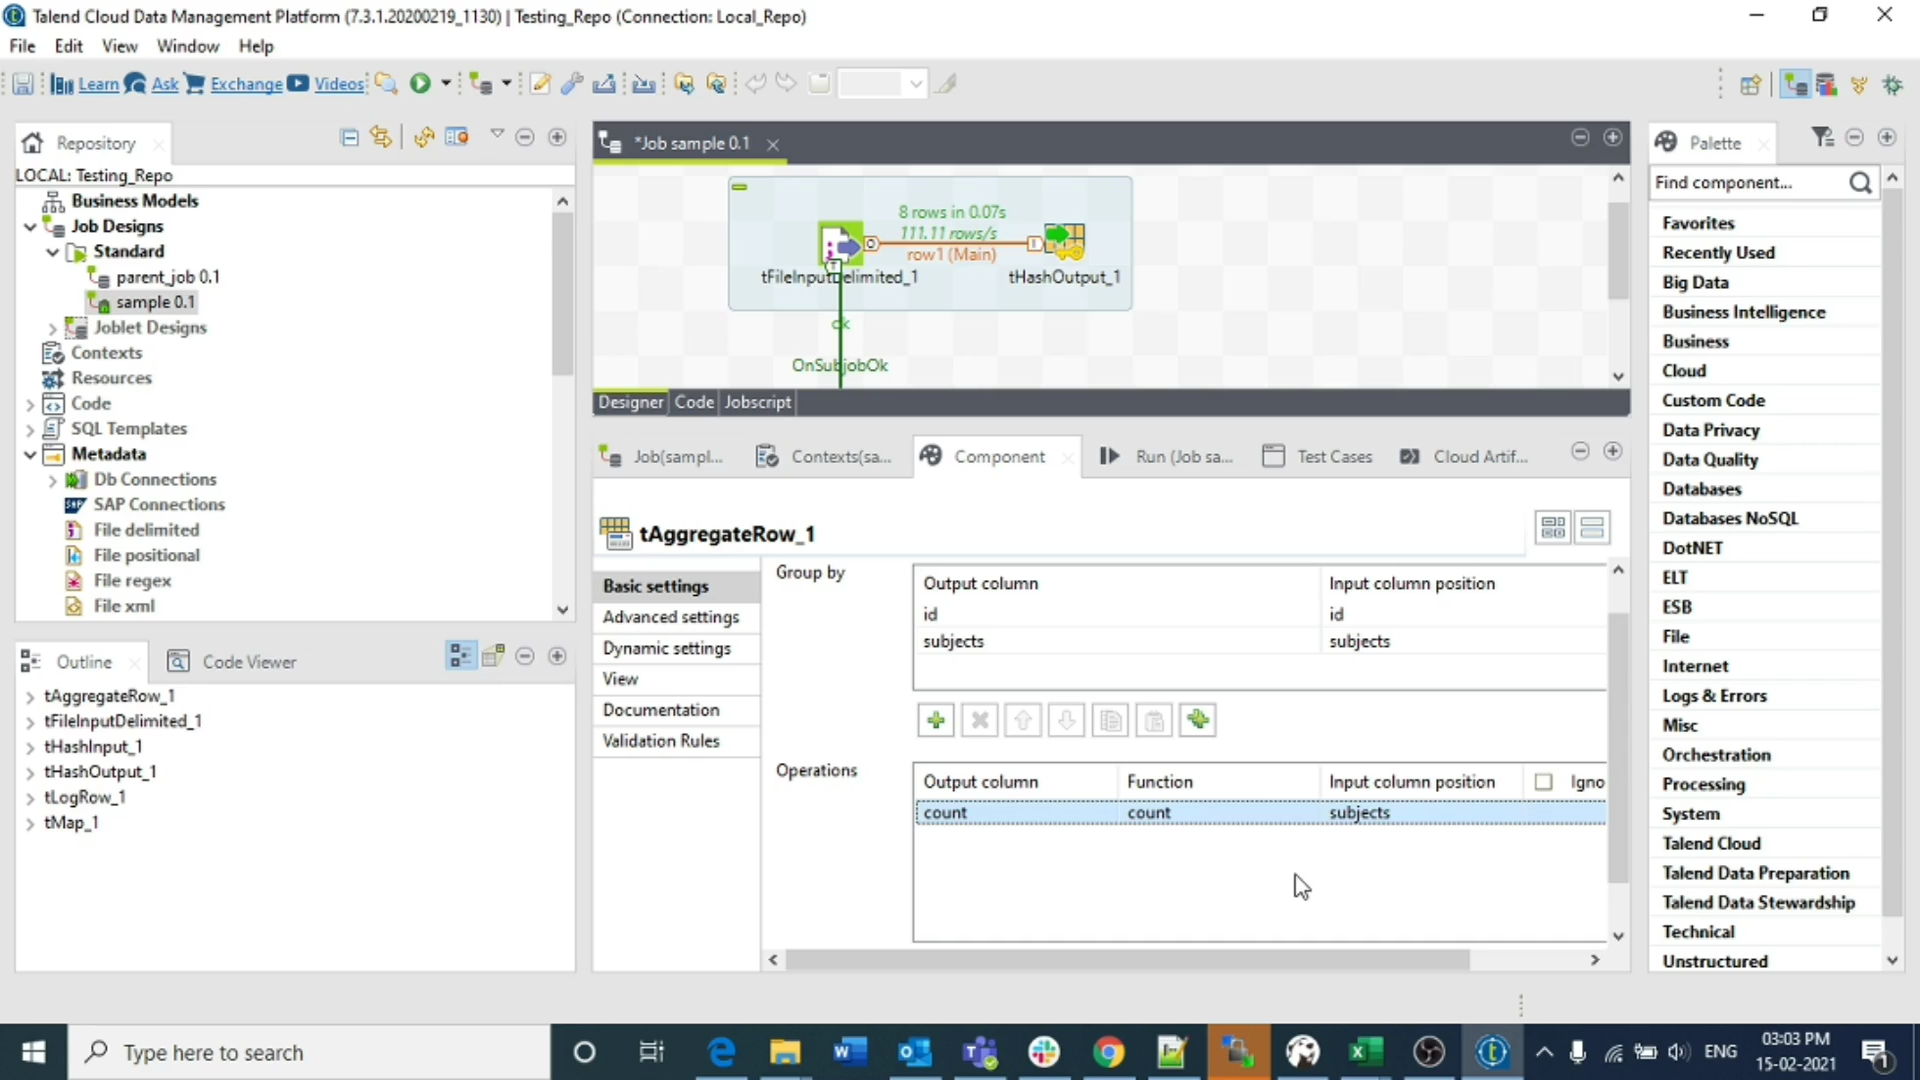 Talend Cloud Data Management Platform (7.3.1.20200219_1130) | Testing_Repo (Connection: Local_Repo)
File Edit View Window Help
Learn Ask Exchange Videos
Repository
LOCAL: Testing_Repo
Business Models
Job Designs
Standard
parent_job 0.1
sample 0.1
Joblet Designs
Contexts
Resources
Code
SQL Templates
Metadata
Db Connections
SAP Connections
File delimited
File positional
File regex
File xml
Outline Code Viewer
tAggregateRow_1
tFileInputDelimited_1
tHashInput_1
tHashOutput_1
tLogRow_1
tMap_1
*Job sample 0.1
8 rows in 0.07s
111.11 rows/s
row1 (Main)
tFileInputDelimited_1 tHashOutput_1
ok
OnSubjobOk
Designer Code Jobscript
Job(sampl... Contexts(sa... Component Run (Job sa... Test Cases Cloud Artif...
tAggregateRow_1
Basic settings
Advanced settings
Dynamic settings
View
Documentation
Validation Rules
Group by
Output column Input column position
id id
subjects subjects
Operations
Output column Function Input column position Igno
count count subjects
Palette
Find component...
Favorites
Recently Used
Big Data
Business Intelligence
Business
Cloud
Custom Code
Data Privacy
Data Quality
Databases
Databases NoSQL
DotNET
ELT
ESB
File
Internet
Logs & Errors
Misc
Orchestration
Processing
System
Talend Cloud
Talend Data Preparation
Talend Data Stewardship
Technical
Unstructured
Type here to search
ENG
03:03 PM
15-02-2021
1